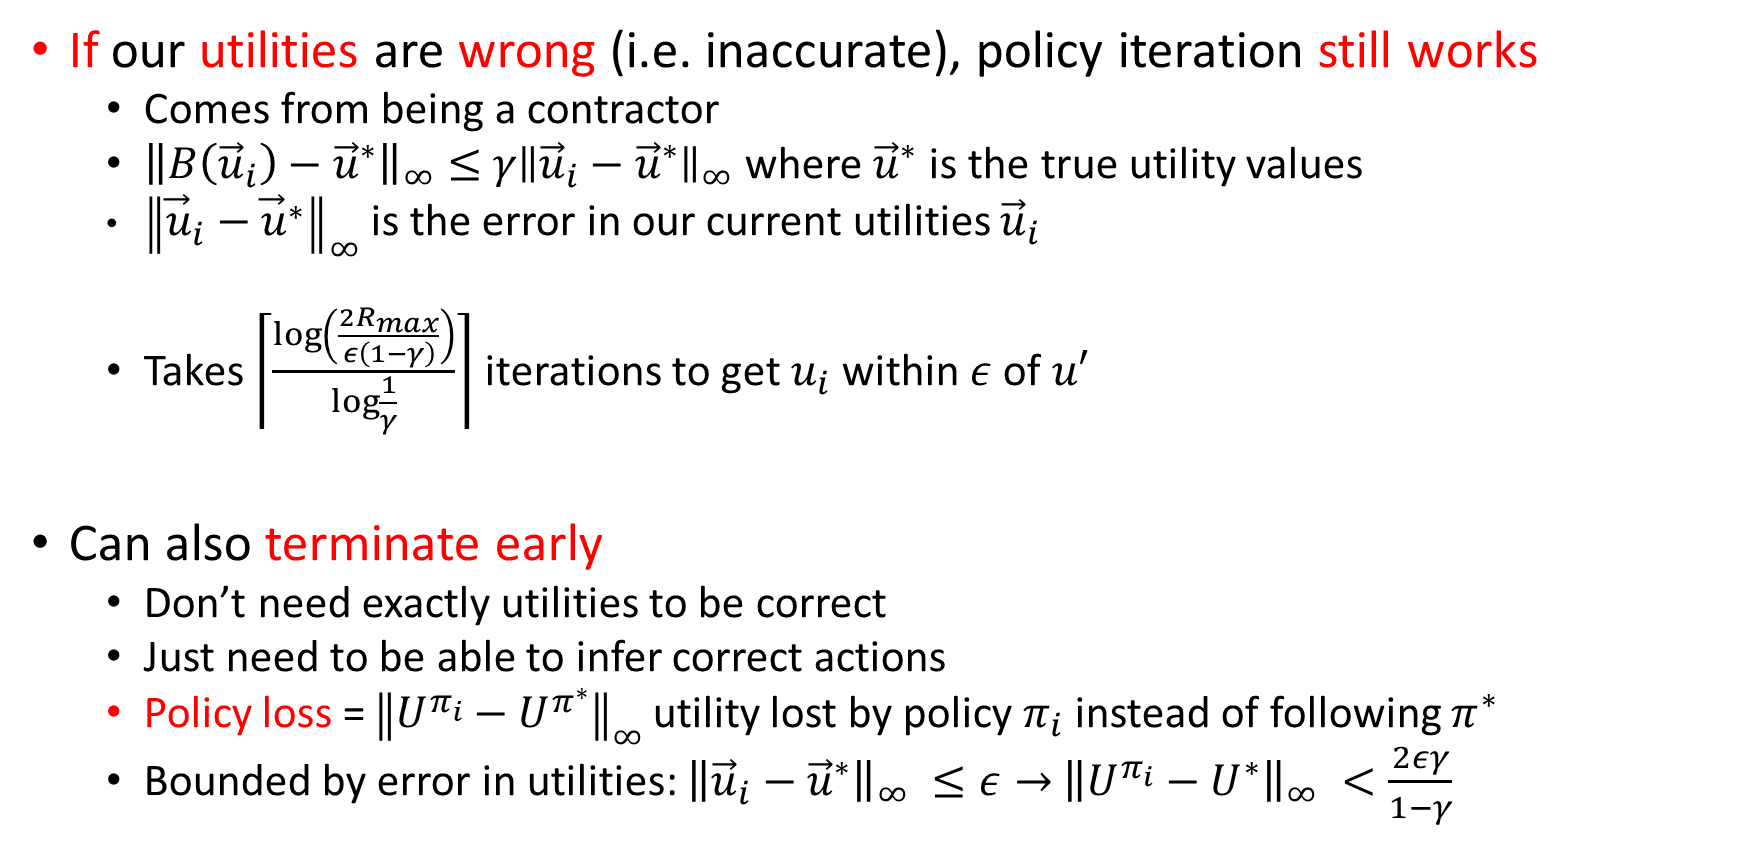 • If our utilities are wrong (i.e. inaccurate), policy iteration still works
• Comes from being a contractor
• ‖B(u⃗ᵢ) − u⃗*‖∞ ≤ γ‖u⃗ᵢ − u⃗*‖∞ where u⃗* is the true utility values
• ‖u⃗ᵢ − u⃗*‖∞ is the error in our current utilities u⃗ᵢ
• Takes ⌈log(2R_max / ϵ(1−γ)) / log 1/γ⌉ iterations to get uᵢ within ϵ of u′
• Can also terminate early
• Don’t need exactly utilities to be correct
• Just need to be able to infer correct actions
• Policy loss = ‖U^πᵢ − U^π*‖∞ utility lost by policy πᵢ instead of following π*
• Bounded by error in utilities: ‖u⃗ᵢ − u⃗*‖∞ ≤ ϵ → ‖U^πᵢ − U*‖∞ < 2ϵγ / 1−γ